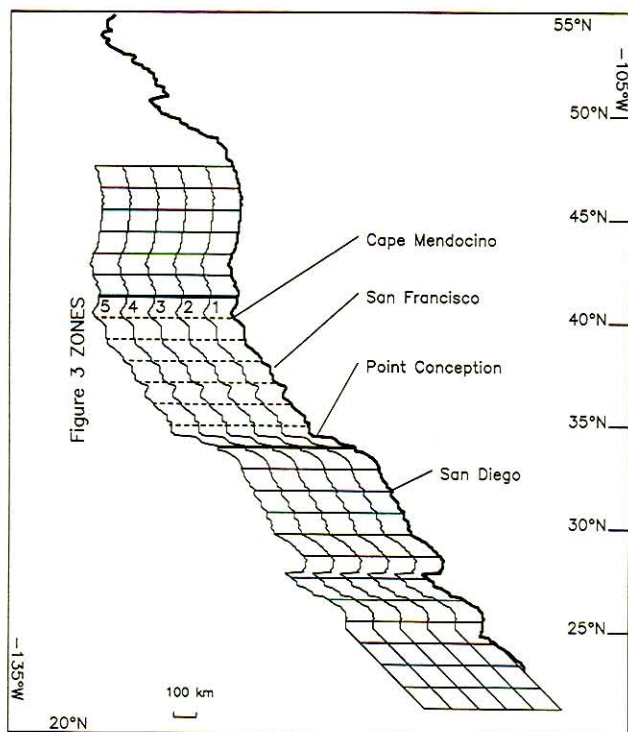 55°N
-105°W
50°N
45°N
Cape Mendocino
San Francisco
5 4 3 2 1
40°N
Figure 3 ZONES
Point Conception
35°N
San Diego
30°N
25°N
-135°W
100 km
20°N